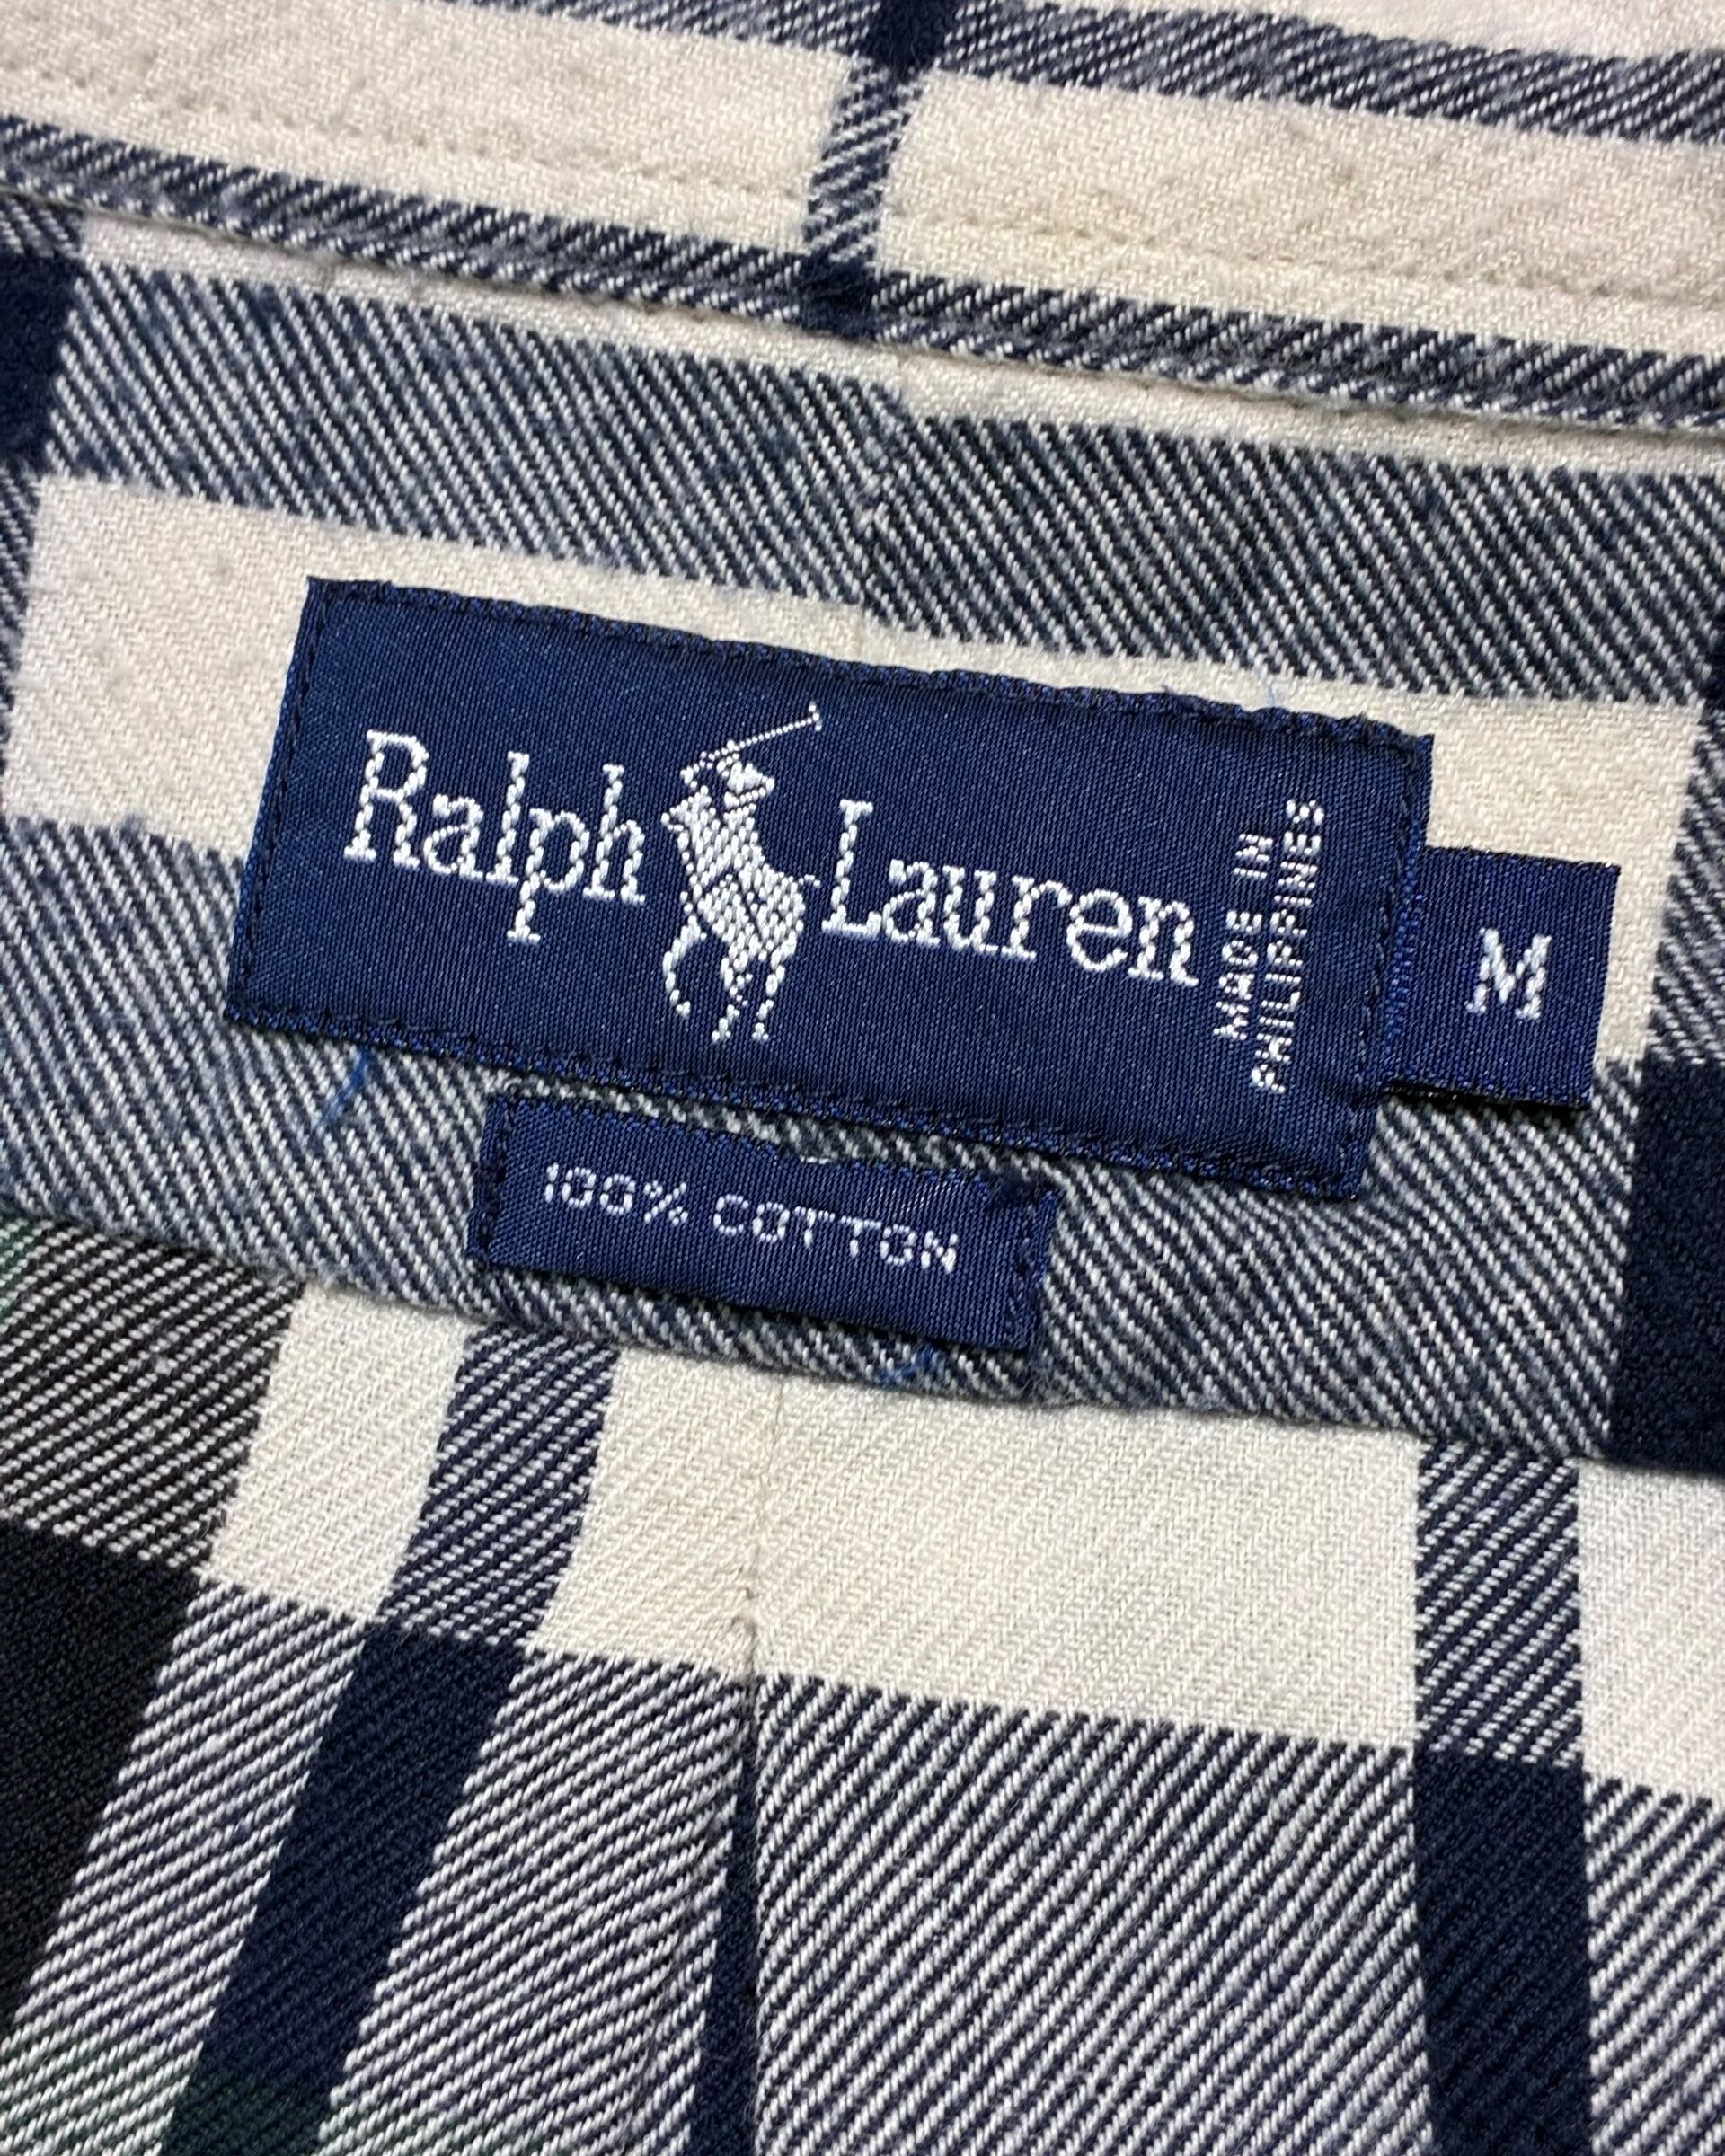 Ralph Lauren
MADE IN
PHILIPPINES
M
100% COTTON